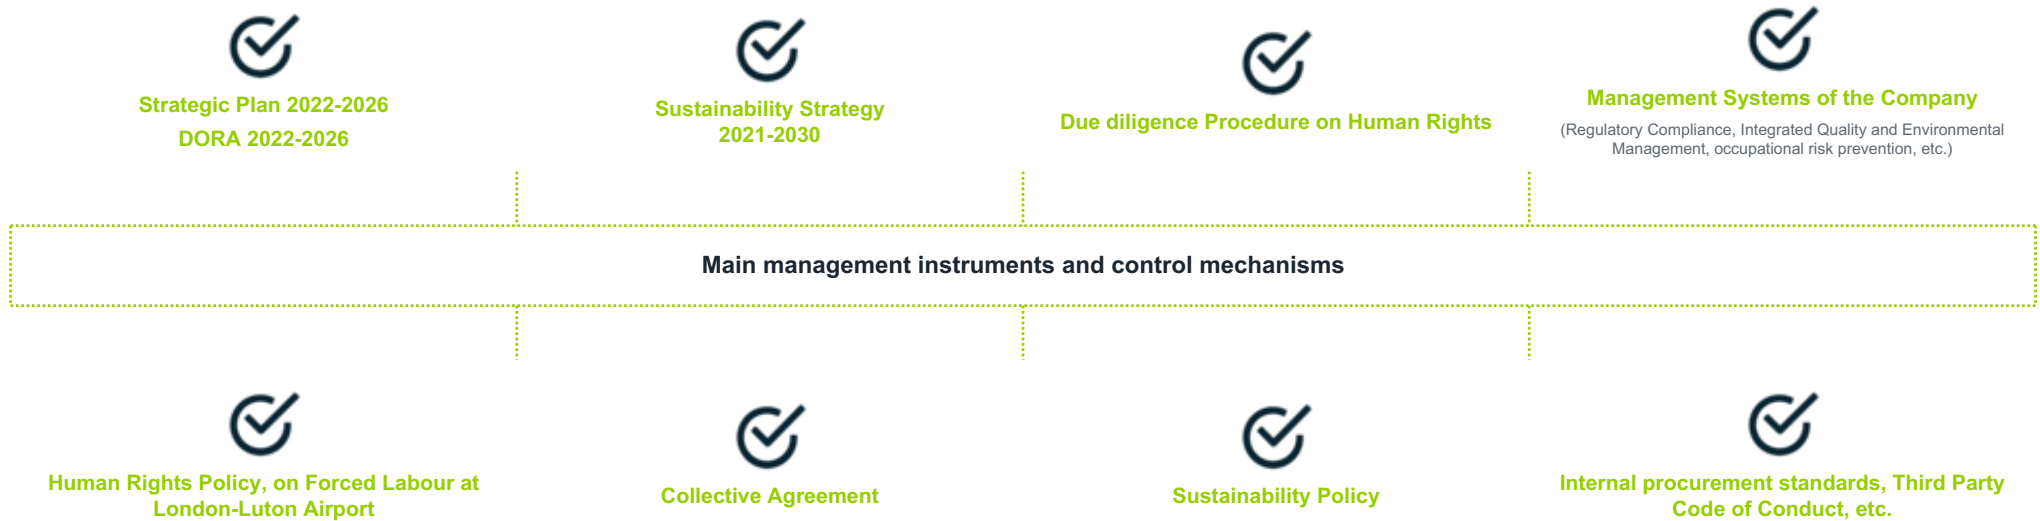 Strategic Plan 2022-2026
DORA 2022-2026
Sustainability Strategy
2021-2030
Due diligence Procedure on Human Rights
Management Systems of the Company
(Regulatory Compliance, Integrated Quality and Environmental
Management, occupational risk prevention, etc.)
Main management instruments and control mechanisms
Human Rights Policy, on Forced Labour at
London-Luton Airport
Collective Agreement
Sustainability Policy
Internal procurement standards, Third Party
Code of Conduct, etc.